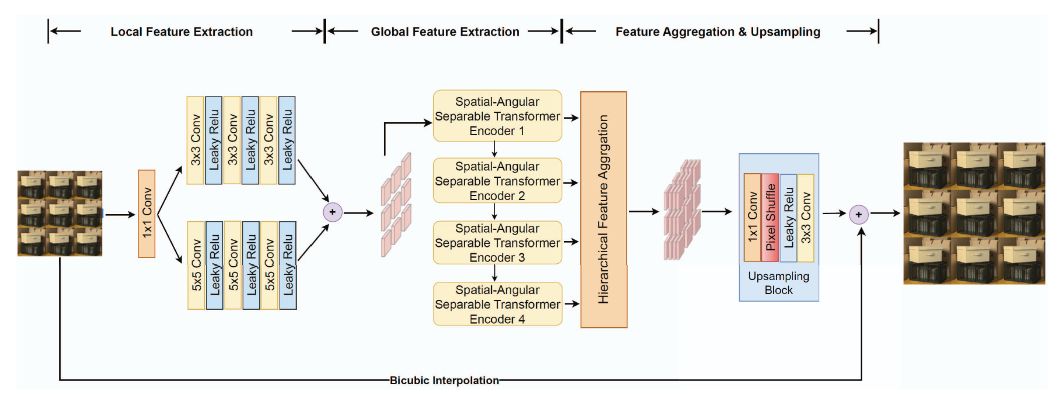 Local Feature Extraction
Global Feature Extraction
Feature Aggregation & Upsampling
1x1 Conv
3x3 Conv
Leaky Relu
3x3 Conv
Leaky Relu
3x3 Conv
Leaky Relu
5x5 Conv
Leaky Relu
5x5 Conv
Leaky Relu
5x5 Conv
Leaky Relu
+
Spatial-Angular
Separable Transformer
Encoder 1
Spatial-Angular
Separable Transformer
Encoder 2
Spatial-Angular
Separable Transformer
Encoder 3
Spatial-Angular
Separable Transformer
Encoder 4
Hierarchical Feature Aggrgation
1x1 Conv
Pixel Shuffle
Leaky Relu
3x3 Conv
Upsampling
Block
+
Bicubic Interpolation